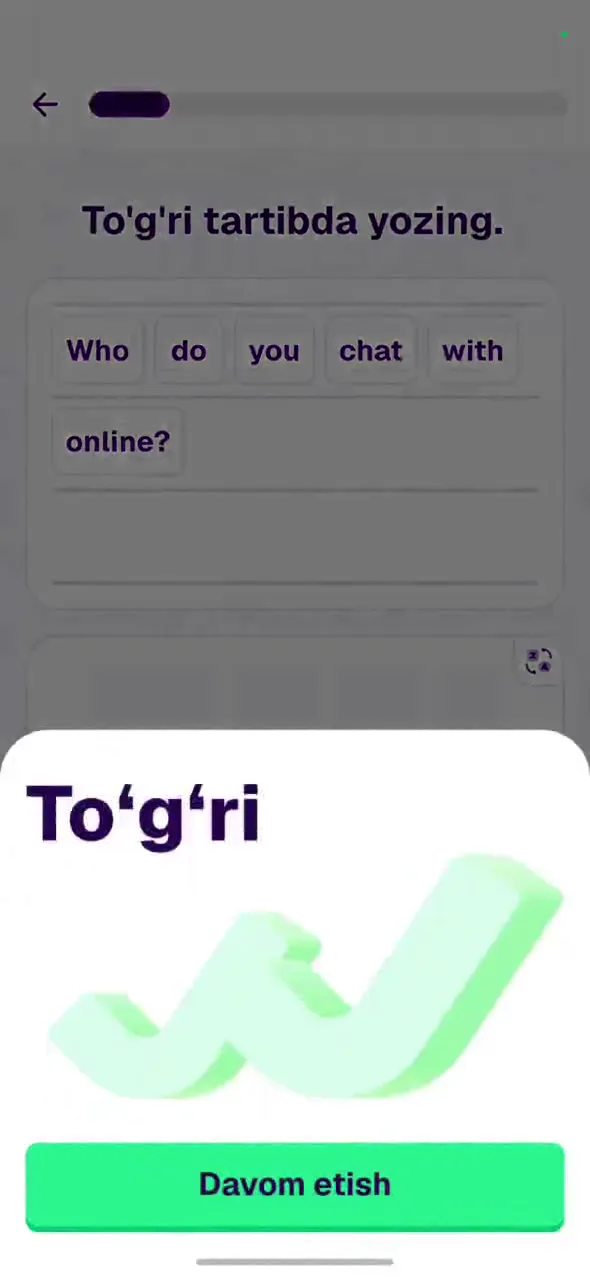 To'g'ri tartibda yozing.
Who do you chat with
online?
To‘g‘ri
Davom etish